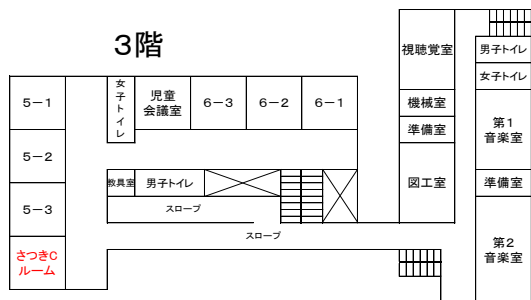 3階
視聴覚室
男子トイレ
女子トイレ
5-1
女子トイレ
児童
会議室
6-3
6-2
6-1
機械室
準備室
第1
音楽室
5-2
5-3
教具室
男子トイレ
図工室
準備室
スロープ
スロープ
さつきC
ルーム
第2
音楽室